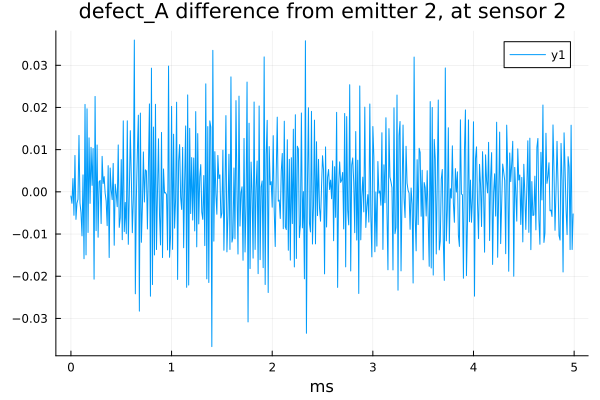 defect_A difference from emitter 2, at sensor 2
y1
0.03
0.02
0.01
0.00
−0.01
−0.02
−0.03
0 1 2 3 4 5
ms